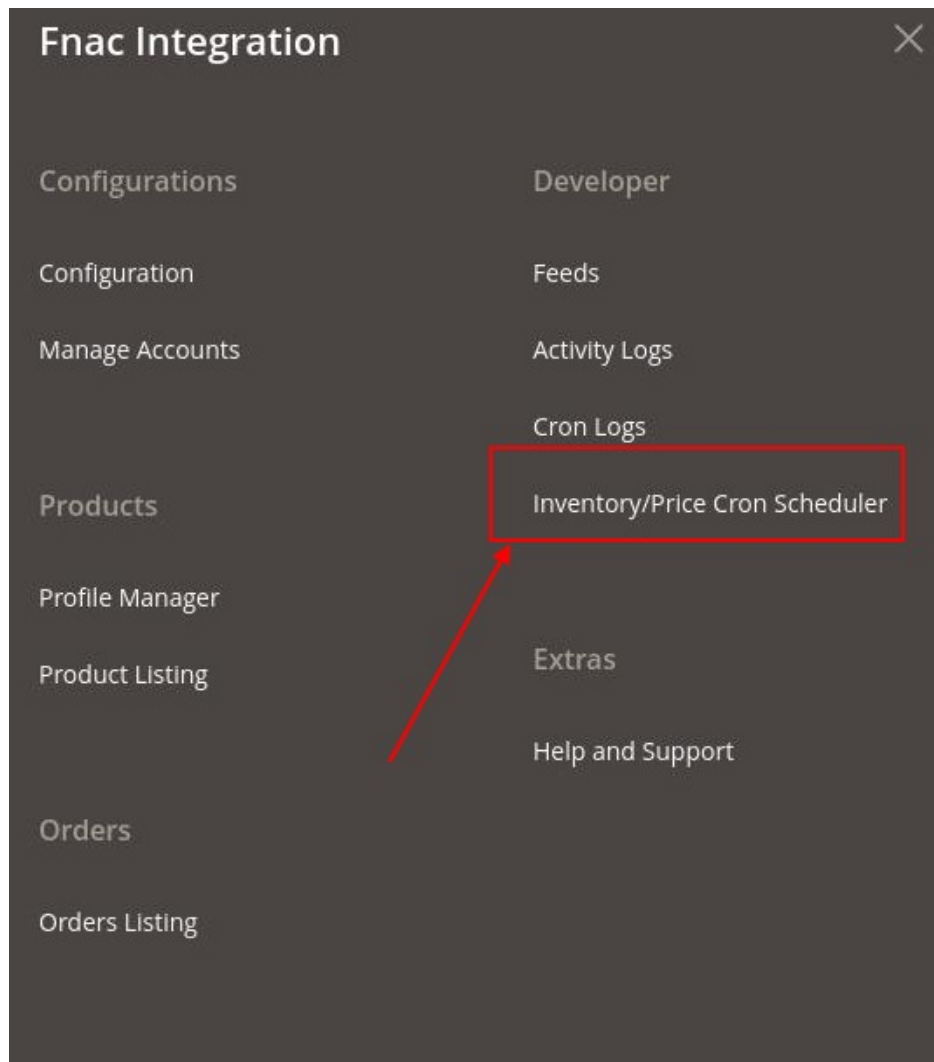 Fnac Integration
Configurations
Configuration
Manage Accounts
Products
Profile Manager
Product Listing
Orders
Orders Listing
Developer
Feeds
Activity Logs
Cron Logs
Inventory/Price Cron Scheduler
Extras
Help and Support